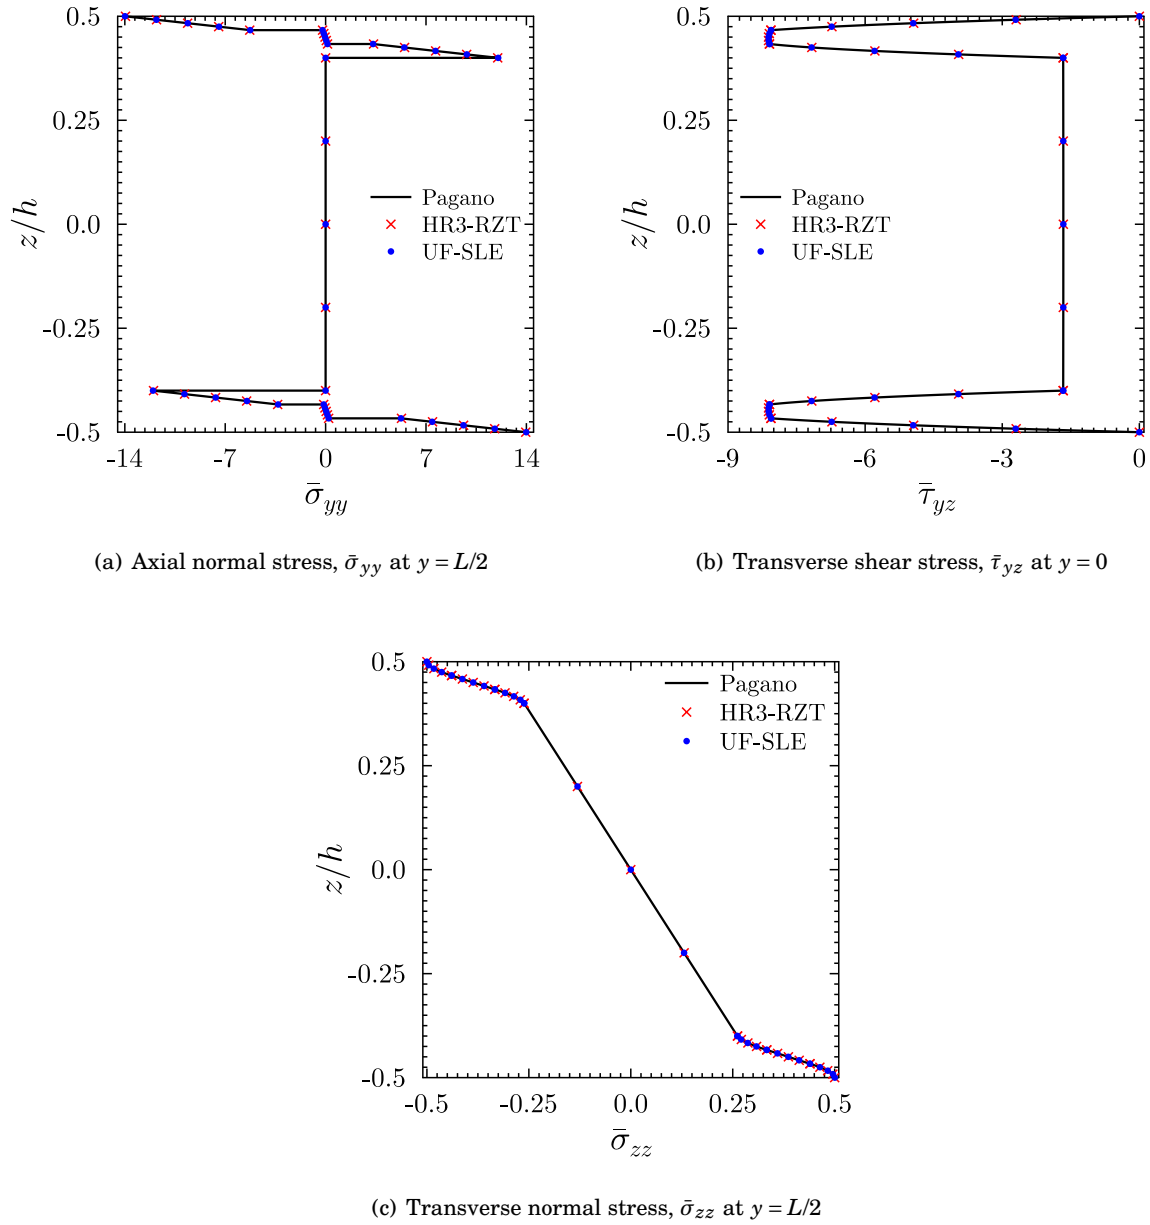 0.5
0.25
0.0
-0.25
-0.5
z/h
-14 -7 0 7 14
σ̄yy
Pagano
HR3-RZT
UF-SLE
(a) Axial normal stress, σ̄yy at y = L/2
0.5
0.25
0.0
-0.25
-0.5
z/h
-9 -6 -3 0
τ̄yz
Pagano
HR3-RZT
UF-SLE
(b) Transverse shear stress, τ̄yz at y = 0
0.5
0.25
0.0
-0.25
-0.5
z/h
-0.5 -0.25 0.0 0.25 0.5
σ̄zz
Pagano
HR3-RZT
UF-SLE
(c) Transverse normal stress, σ̄zz at y = L/2